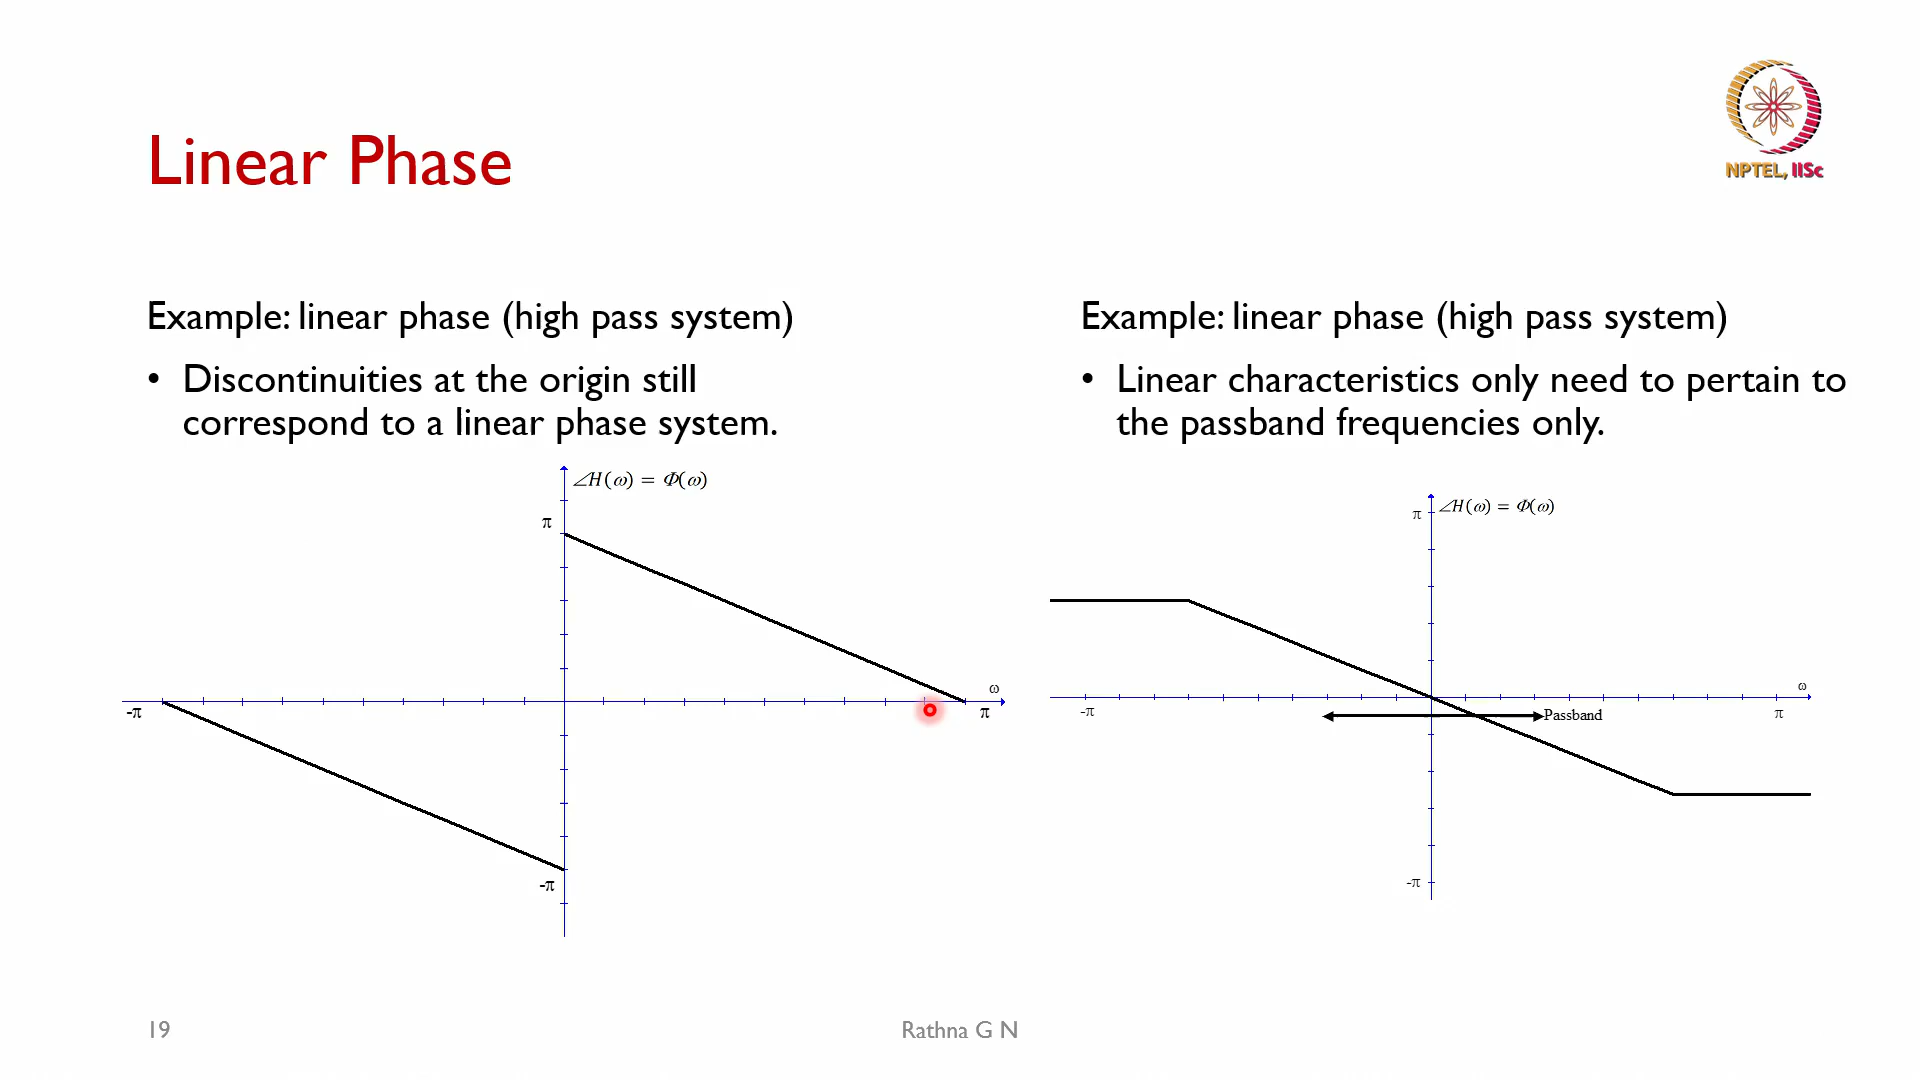 Linear Phase
NPTEL, IISc
Example: linear phase (high pass system)
• Discontinuities at the origin still
correspond to a linear phase system.
∠H(ω) = Φ(ω)
π
ω
-π
π
-π
Example: linear phase (high pass system)
• Linear characteristics only need to pertain to
the passband frequencies only.
∠H(ω) = Φ(ω)
π
ω
-π
Passband
π
-π
19
Rathna G N